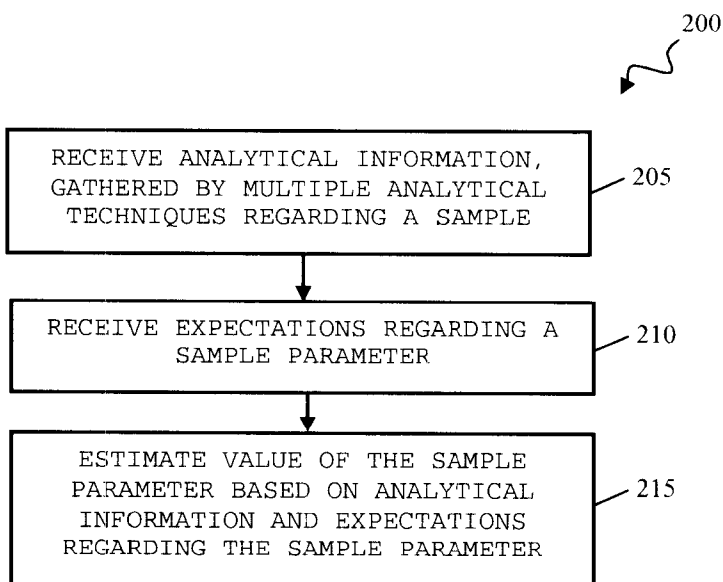 200
RECEIVE ANALYTICAL INFORMATION,
GATHERED BY MULTIPLE ANALYTICAL
TECHNIQUES REGARDING A SAMPLE
205
RECEIVE EXPECTATIONS REGARDING A
SAMPLE PARAMETER
210
ESTIMATE VALUE OF THE SAMPLE
PARAMETER BASED ON ANALYTICAL
INFORMATION AND EXPECTATIONS
REGARDING THE SAMPLE PARAMETER
215